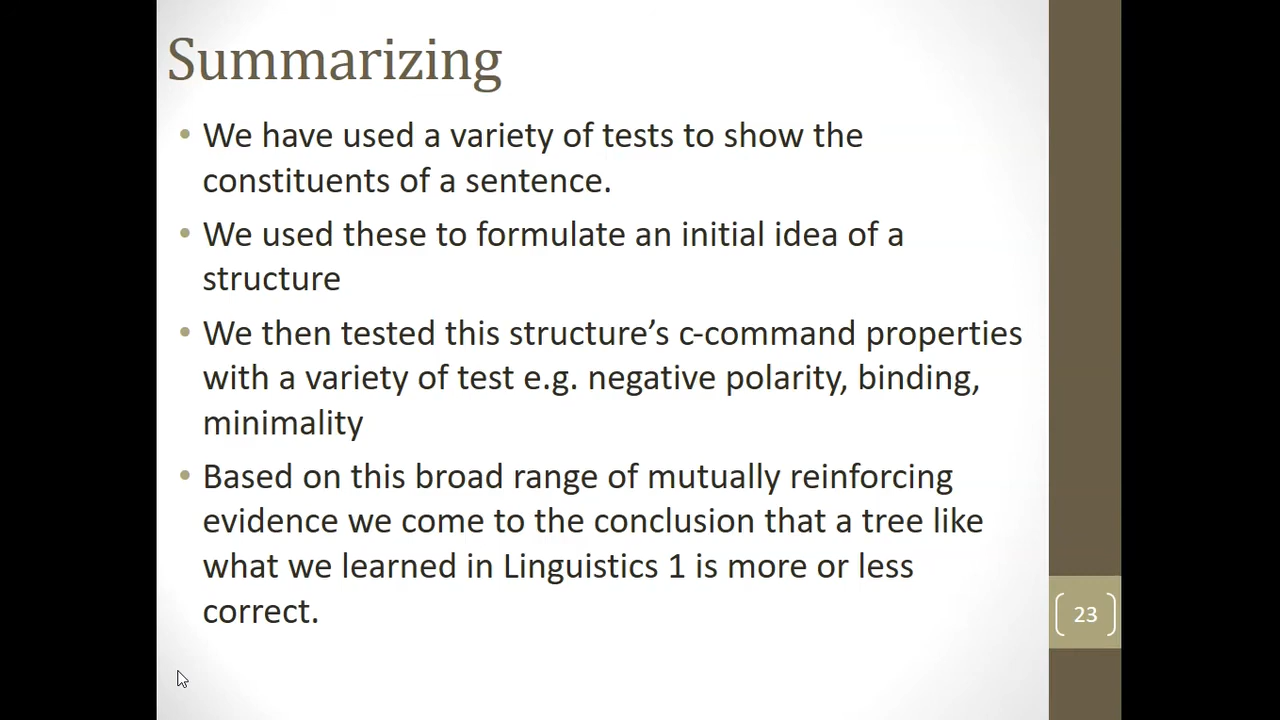 Summarizing
• We have used a variety of tests to show the
constituents of a sentence.
• We used these to formulate an initial idea of a
structure
• We then tested this structure’s c-command properties
with a variety of test e.g. negative polarity, binding,
minimality
• Based on this broad range of mutually reinforcing
evidence we come to the conclusion that a tree like
what we learned in Linguistics 1 is more or less
correct.
23